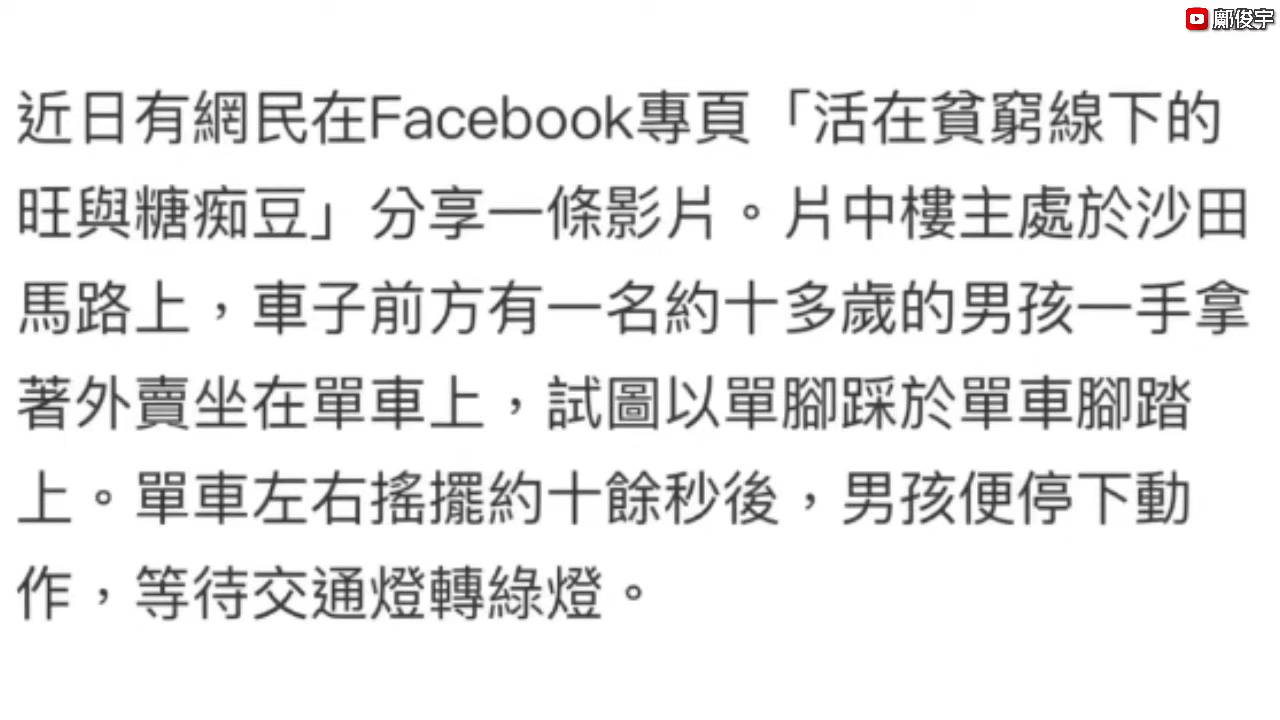 鄺俊宇
近日有網民在Facebook專頁「活在貧窮線下的
旺與糖痴豆」分享一條影片。片中樓主處於沙田
馬路上，車子前方有一名約十多歲的男孩一手拿
著外賣坐在單車上，試圖以單腳踩於單車腳踏
上。單車左右搖擺約十餘秒後，男孩便停下動
作，等待交通燈轉綠燈。